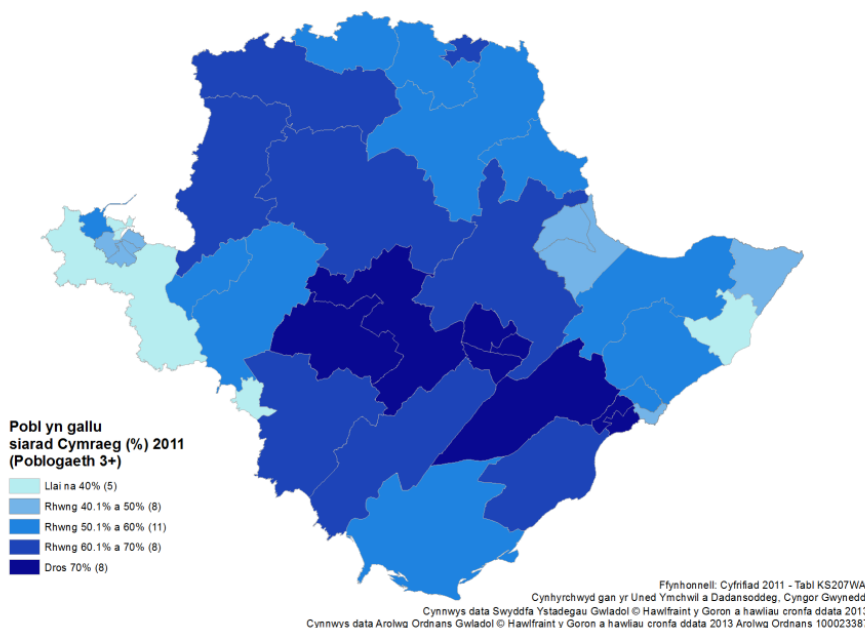 Pobl yn gallu
siarad Cymraeg (%) 2011
(Poblogaeth 3+)
Llai na 40% (5)
Rhwng 40.1% a 50% (8)
Rhwng 50.1% a 60% (11)
Rhwng 60.1% a 70% (8)
Dros 70% (8)
Ffynhonnell: Cyfrifiad 2011 - Tabl KS207WA
Cynhyrchwyd gan yr Uned Ymchwil a Dadansoddeg, Cyngor Gwynedd
Cynnwys data Swyddfa Ystadegau Gwladol © Hawlfraint y Goron a hawliau cronfa ddata 2013
Cynnwys data Arolwg Ordnans Gwladol © Hawlfraint y Goron a hawliau cronfa ddata 2013 Arolwg Ordnans 10002338